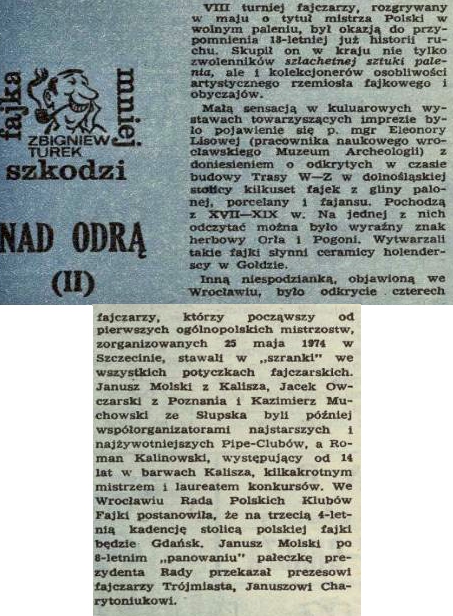 fajka
mniej
ZBIGNIEW
TUREK
szkodzi
NAD ODRĄ
(II)
VIII turniej fajczarzy, rozgrywany
w maju o tytuł mistrza Polski w
wolnym paleniu, był okazją do przy-
pomnienia 13-letniej już historii ru-
chu. Skupił on w kraju nie tylko
zwolenników szlachetnej sztuki pale-
nia, ale i kolekcjonerów osobliwości
artystycznego rzemiosła fajkowego i
obyczajów.
Małą sensacją w kuluarowych wy-
stawach towarzyszących imprezie by-
ło pojawienie się p. mgr Eleonory
Lisowej (pracownika naukowego wro-
cławskiego Muzeum Archeologii) z
doniesieniem o odkrytych w czasie
budowy Trasy W—Z w dolnośląskiej
stolicy kilkuset fajek z gliny palo-
nej, porcelany i fajansu. Pochodzą
z XVII—XIX w. Na jednej z nich
odczytać można było wyraźny znak
herbowy Orła i Pogoni. Wytwarzali
takie fajki słynni ceramicy holender-
scy w Gołdzie.
Inną niespodzianką, objawioną we
Wrocławiu, było odkrycie czterech
fajczarzy, którzy począwszy od
pierwszych ogólnopolskich mistrzostw,
zorganizowanych 25 maja 1974 w
Szczecinie, stawali w „szranki" we
wszystkich potyczkach fajczarskich.
Janusz Molski z Kalisza, Jacek Ow-
czarski z Poznania i Kazimierz Mu-
chowski ze Słupska byli później
współorganizatorami najstarszych i
najżywotniejszych Pipe-Clubów, a Ro-
man Kalinowski, występujący od 14
lat w barwach Kalisza, kilkakrotnym
mistrzem i laureatem konkursów. We
Wrocławiu Rada Polskich Klubów
Fajki postanowiła, że na trzecią 4-let-
nią kadencję stolicą polskiej fajki
będzie Gdańsk. Janusz Molski po
8-letnim „panowaniu" pałeczkę pre-
zydenta Rady przekazał prezesowi
fajczarzy Trójmiasta, Januszowi Cha-
rytoniukowi.